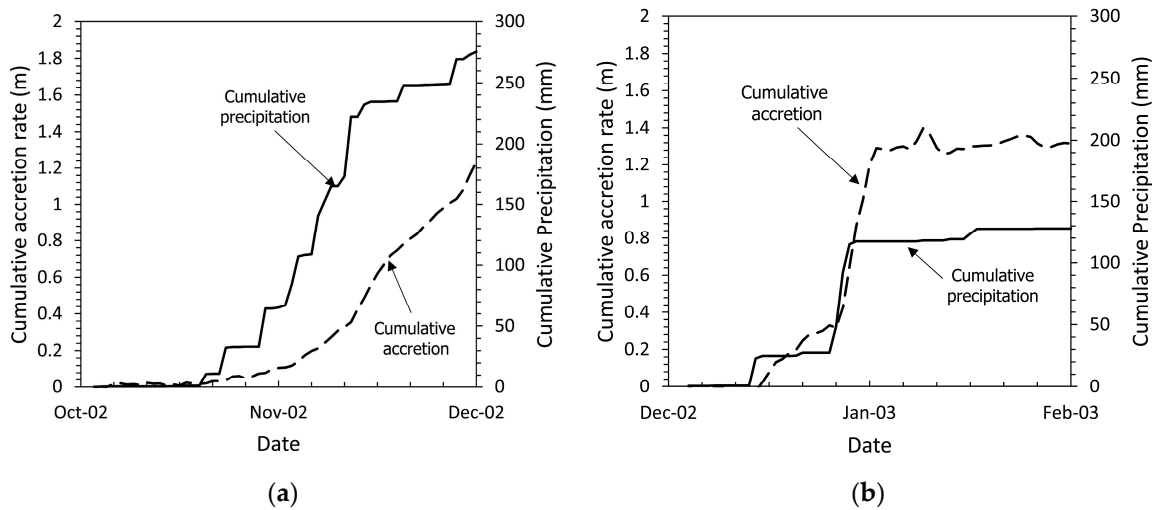 2
1.8
1.6
1.4
1.2
1
0.8
0.6
0.4
0.2
0
Cumulative accretion rate (m)
300
250
200
150
100
50
0
Cumulative Precipitation (mm)
Cumulative
precipitation
Cumulative
accretion
Oct-02
Nov-02
Dec-02
Date
(a)
2
1.8
1.6
1.4
1.2
1
0.8
0.6
0.4
0.2
0
Cumulative accretion rate (m)
300
250
200
150
100
50
0
Cumulative Precipitation (mm)
Cumulative
accretion
Cumulative
precipitation
Dec-02
Jan-03
Feb-03
Date
(b)